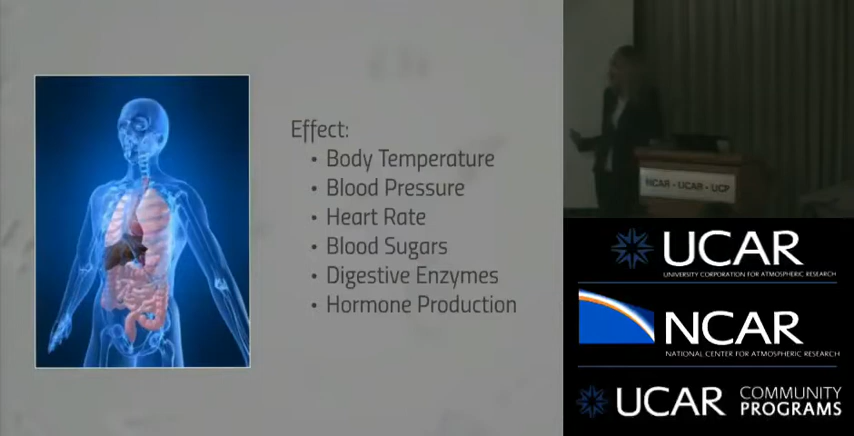 Effect:
• Body Temperature
• Blood Pressure
• Heart Rate
• Blood Sugars
• Digestive Enzymes
• Hormone Production
NCAR - UCAR - UCP
UCAR
UNIVERSITY CORPORATION FOR ATMOSPHERIC RESEARCH
NCAR
NATIONAL CENTER FOR ATMOSPHERIC RESEARCH
UCAR COMMUNITY
PROGRAMS